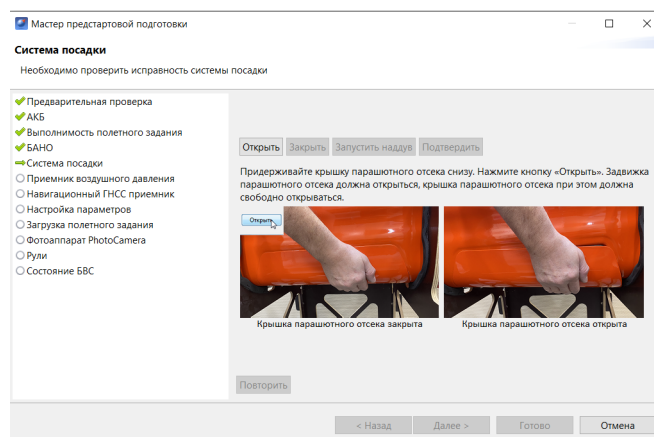 Мастер предстартовой подготовки
Система посадки
Необходимо проверить исправность системы посадки
Предварительная проверка
АКБ
Выполнимость полетного задания
БАНО
Система посадки
Приемник воздушного давления
Навигационный ГНСС приемник
Настройка параметров
Загрузка полетного задания
Фотоаппарат PhotoCamera
Рули
Состояние БВС
Открыть Закрыть Запустить наддув Подтвердить
Придерживайте крышку парашютного отсека снизу. Нажмите кнопку «Открыть». Задвижка
парашютного отсека должна открыться, крышка парашютного отсека при этом должна
свободно открываться.
Открыть
Крышка парашютного отсека закрыта
Крышка парашютного отсека открыта
Повторить
< Назад Далее > Готово Отмена